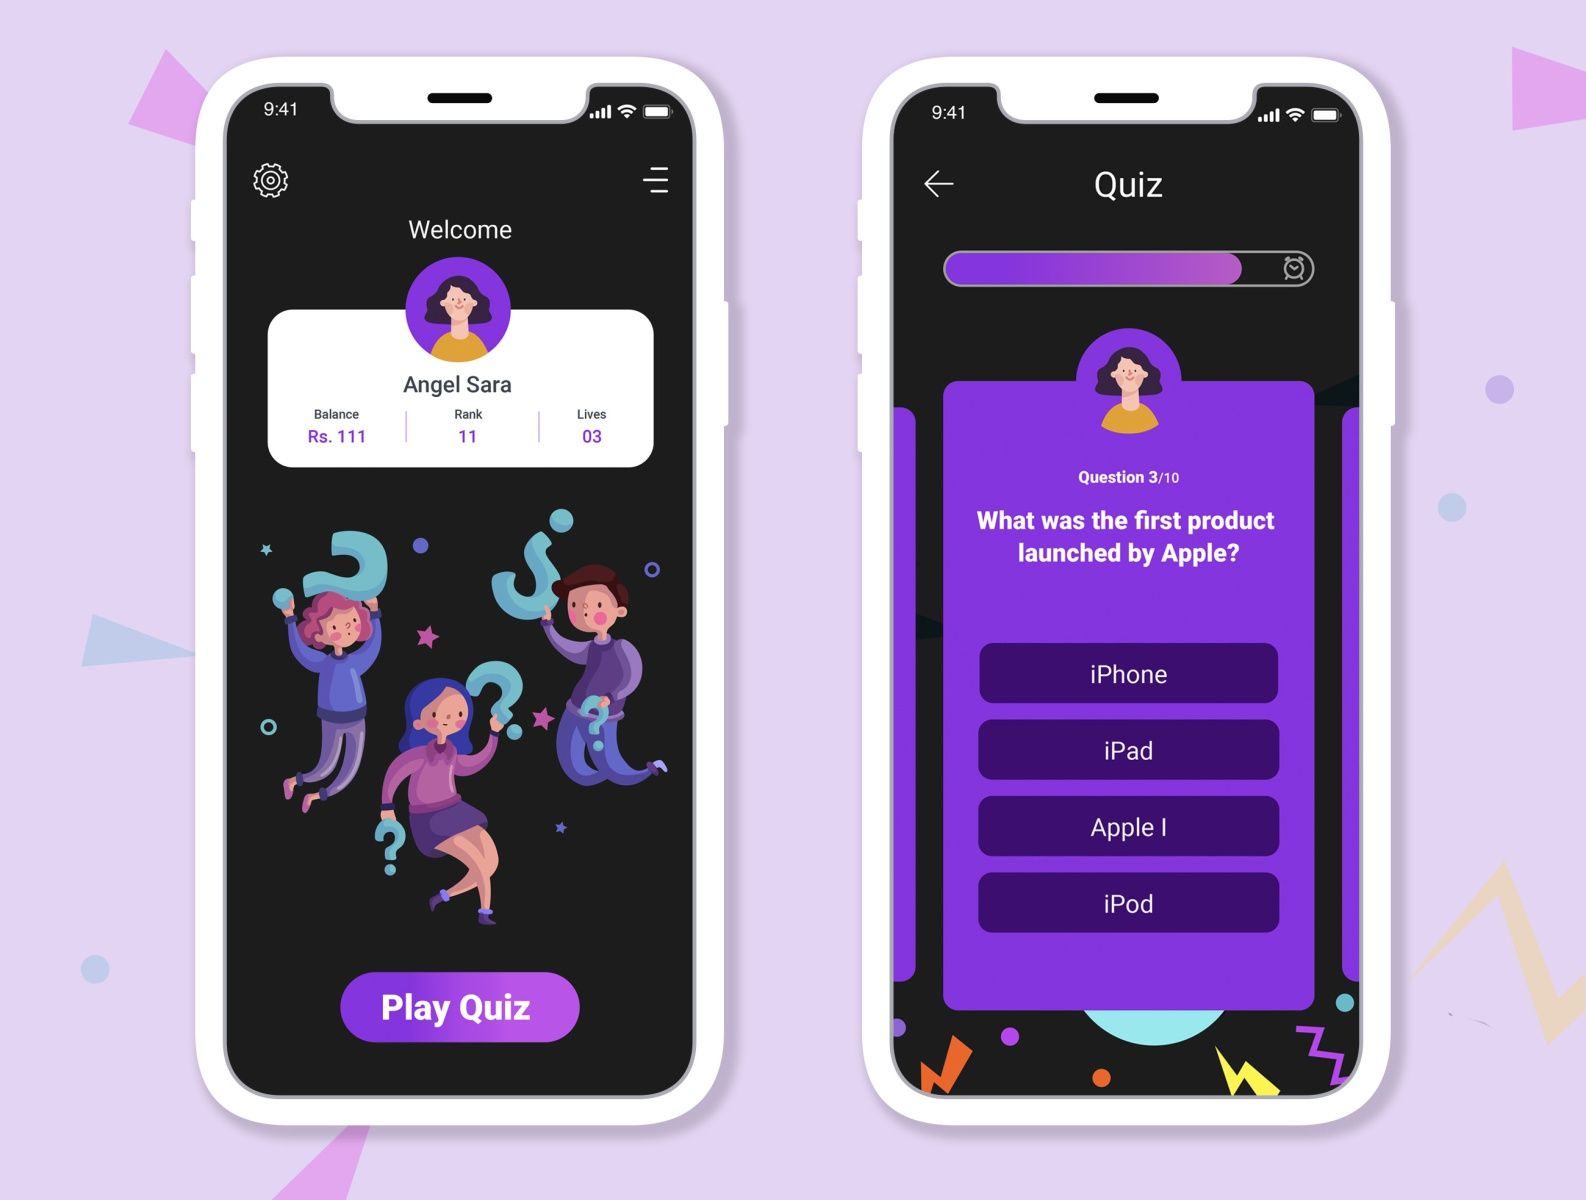 9:41
Welcome
Angel Sara
Balance Rank Lives
Rs. 111 11 03
Play Quiz
9:41
Quiz
Question 3/10
What was the first product
launched by Apple?
iPhone
iPad
Apple I
iPod